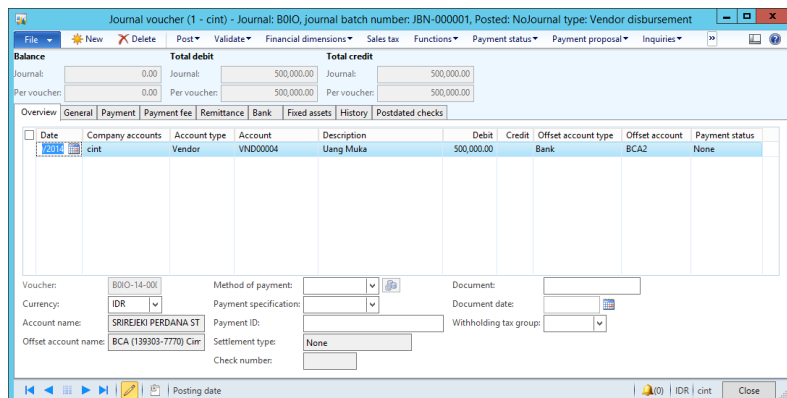 Journal voucher (1 - cint) - Journal: B0IO, journal batch number: JBN-000001, Posted: NoJournal type: Vendor disbursement
File New Delete Post Validate Financial dimensions Sales tax Functions Payment status Payment proposal Inquiries »
Balance Total debit Total credit
Journal: 0.00 Journal: 500,000.00 Journal: 500,000.00
Per voucher: 0.00 Per voucher: 500,000.00 Per voucher: 500,000.00
Overview General Payment Payment fee Remittance Bank Fixed assets History Postdated checks
Date Company accounts Account type Account Description Debit Credit Offset account type Offset account Payment status
/2014 cint Vendor VND00004 Uang Muka 500,000.00 Bank BCA2 None
Voucher: B0IO-14-00( Method of payment: Document:
Currency: IDR Payment specification: Document date:
Account name: SRIREJEKI PERDANA ST Payment ID: Withholding tax group:
Offset account name: BCA (139303-7770) Cim Settlement type: None
Check number:
Posting date (0) IDR cint Close